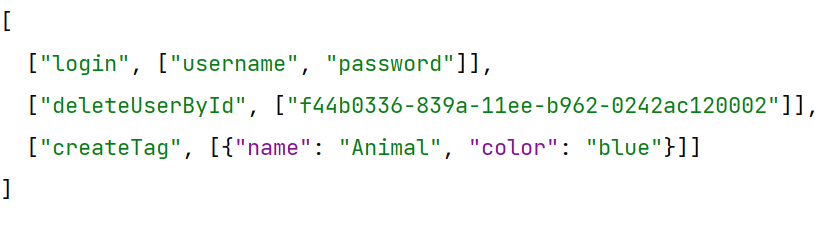 [
  ["login", ["username", "password"]],
  ["deleteUserById", ["f44b0336-839a-11ee-b962-0242ac120002"]],
  ["createTag", [{"name": "Animal", "color": "blue"}]]
]